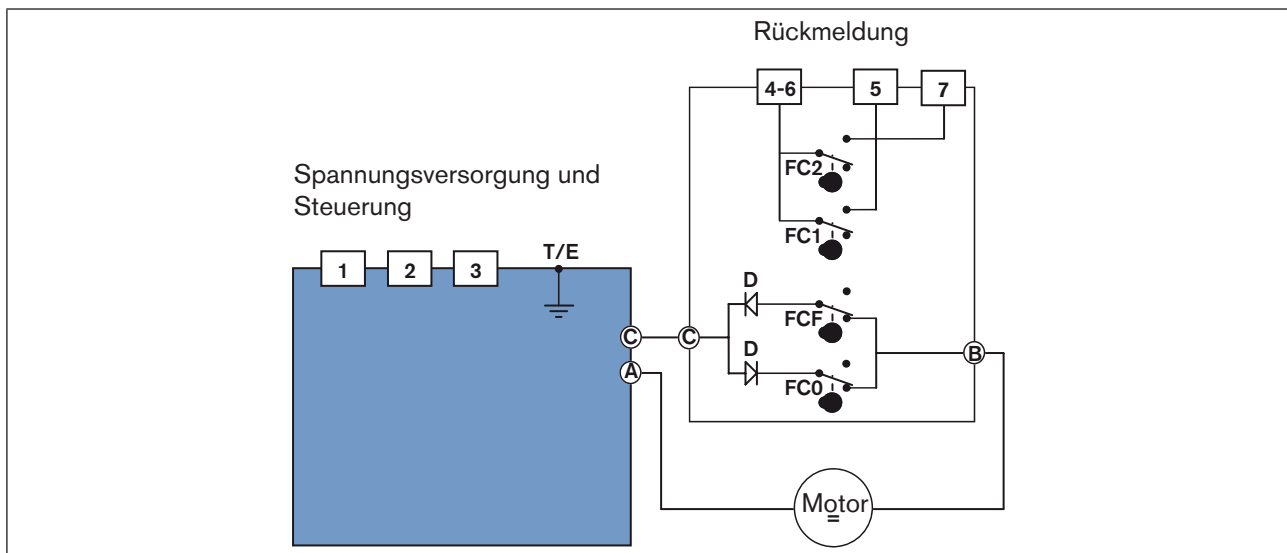 Rückmeldung
4-6
5
7
FC2
Spannungsversorgung und
Steuerung
FC1
1
2
3
T/E
D
FCF
C
C
B
D
A
FC0
Motor
=